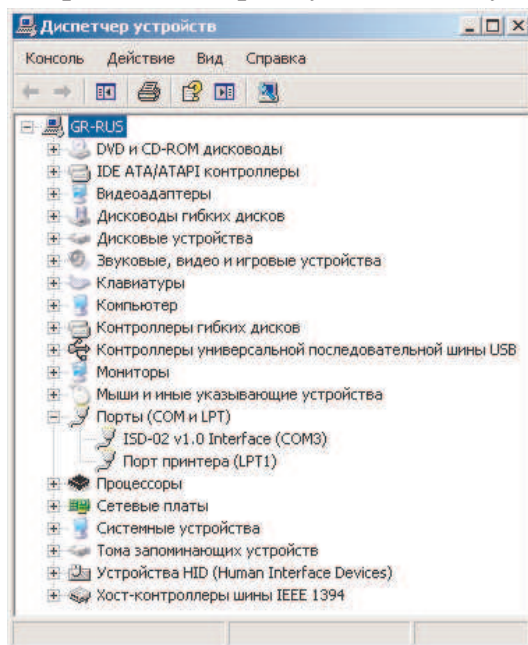 Диспетчер устройств
Консоль Действие Вид Справка
GR-RUS
DVD и CD-ROM дисководы
IDE ATA/ATAPI контроллеры
Видеоадаптеры
Дисководы гибких дисков
Дисковые устройства
Звуковые, видео и игровые устройства
Клавиатуры
Компьютер
Контроллеры гибких дисков
Контроллеры универсальной последовательной шины USB
Мониторы
Мыши и иные указывающие устройства
Порты (COM и LPT)
ISD-02 v1.0 Interface (COM3)
Порт принтера (LPT1)
Процессоры
Сетевые платы
Системные устройства
Тома запоминающих устройств
Устройства HID (Human Interface Devices)
Хост-контроллеры шины IEEE 1394